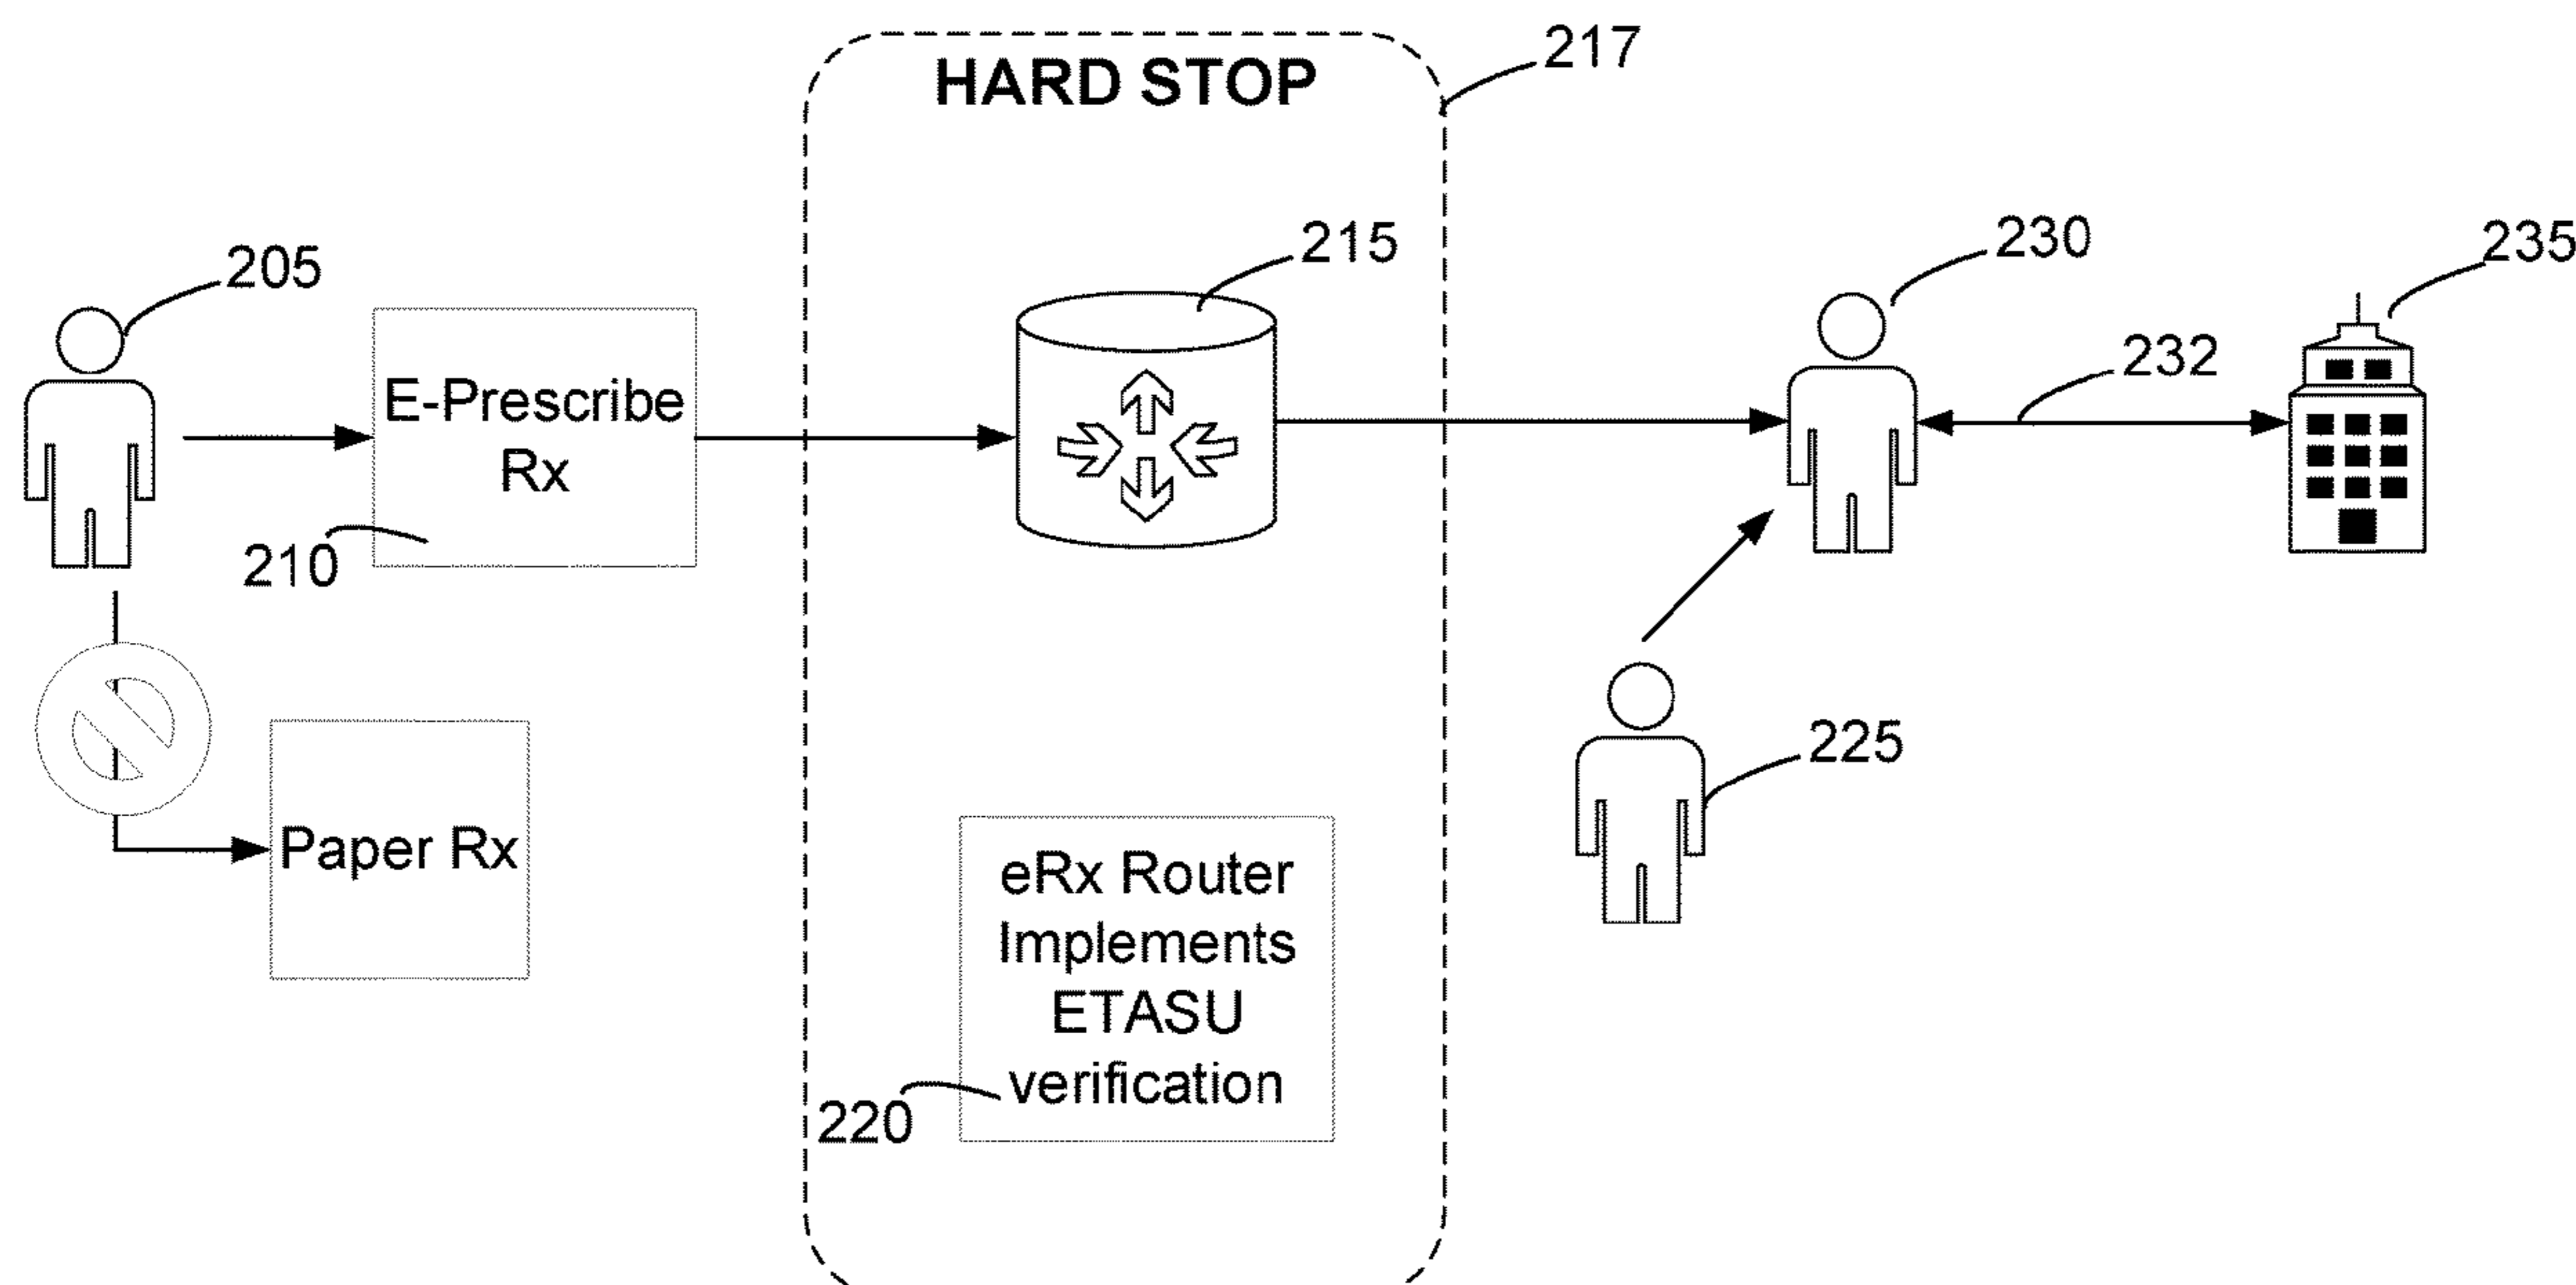 HARD STOP
217
205
215
230
235
232
E-Prescribe
Rx
210
225
Paper Rx
eRx Router
Implements
ETASU
verification
220